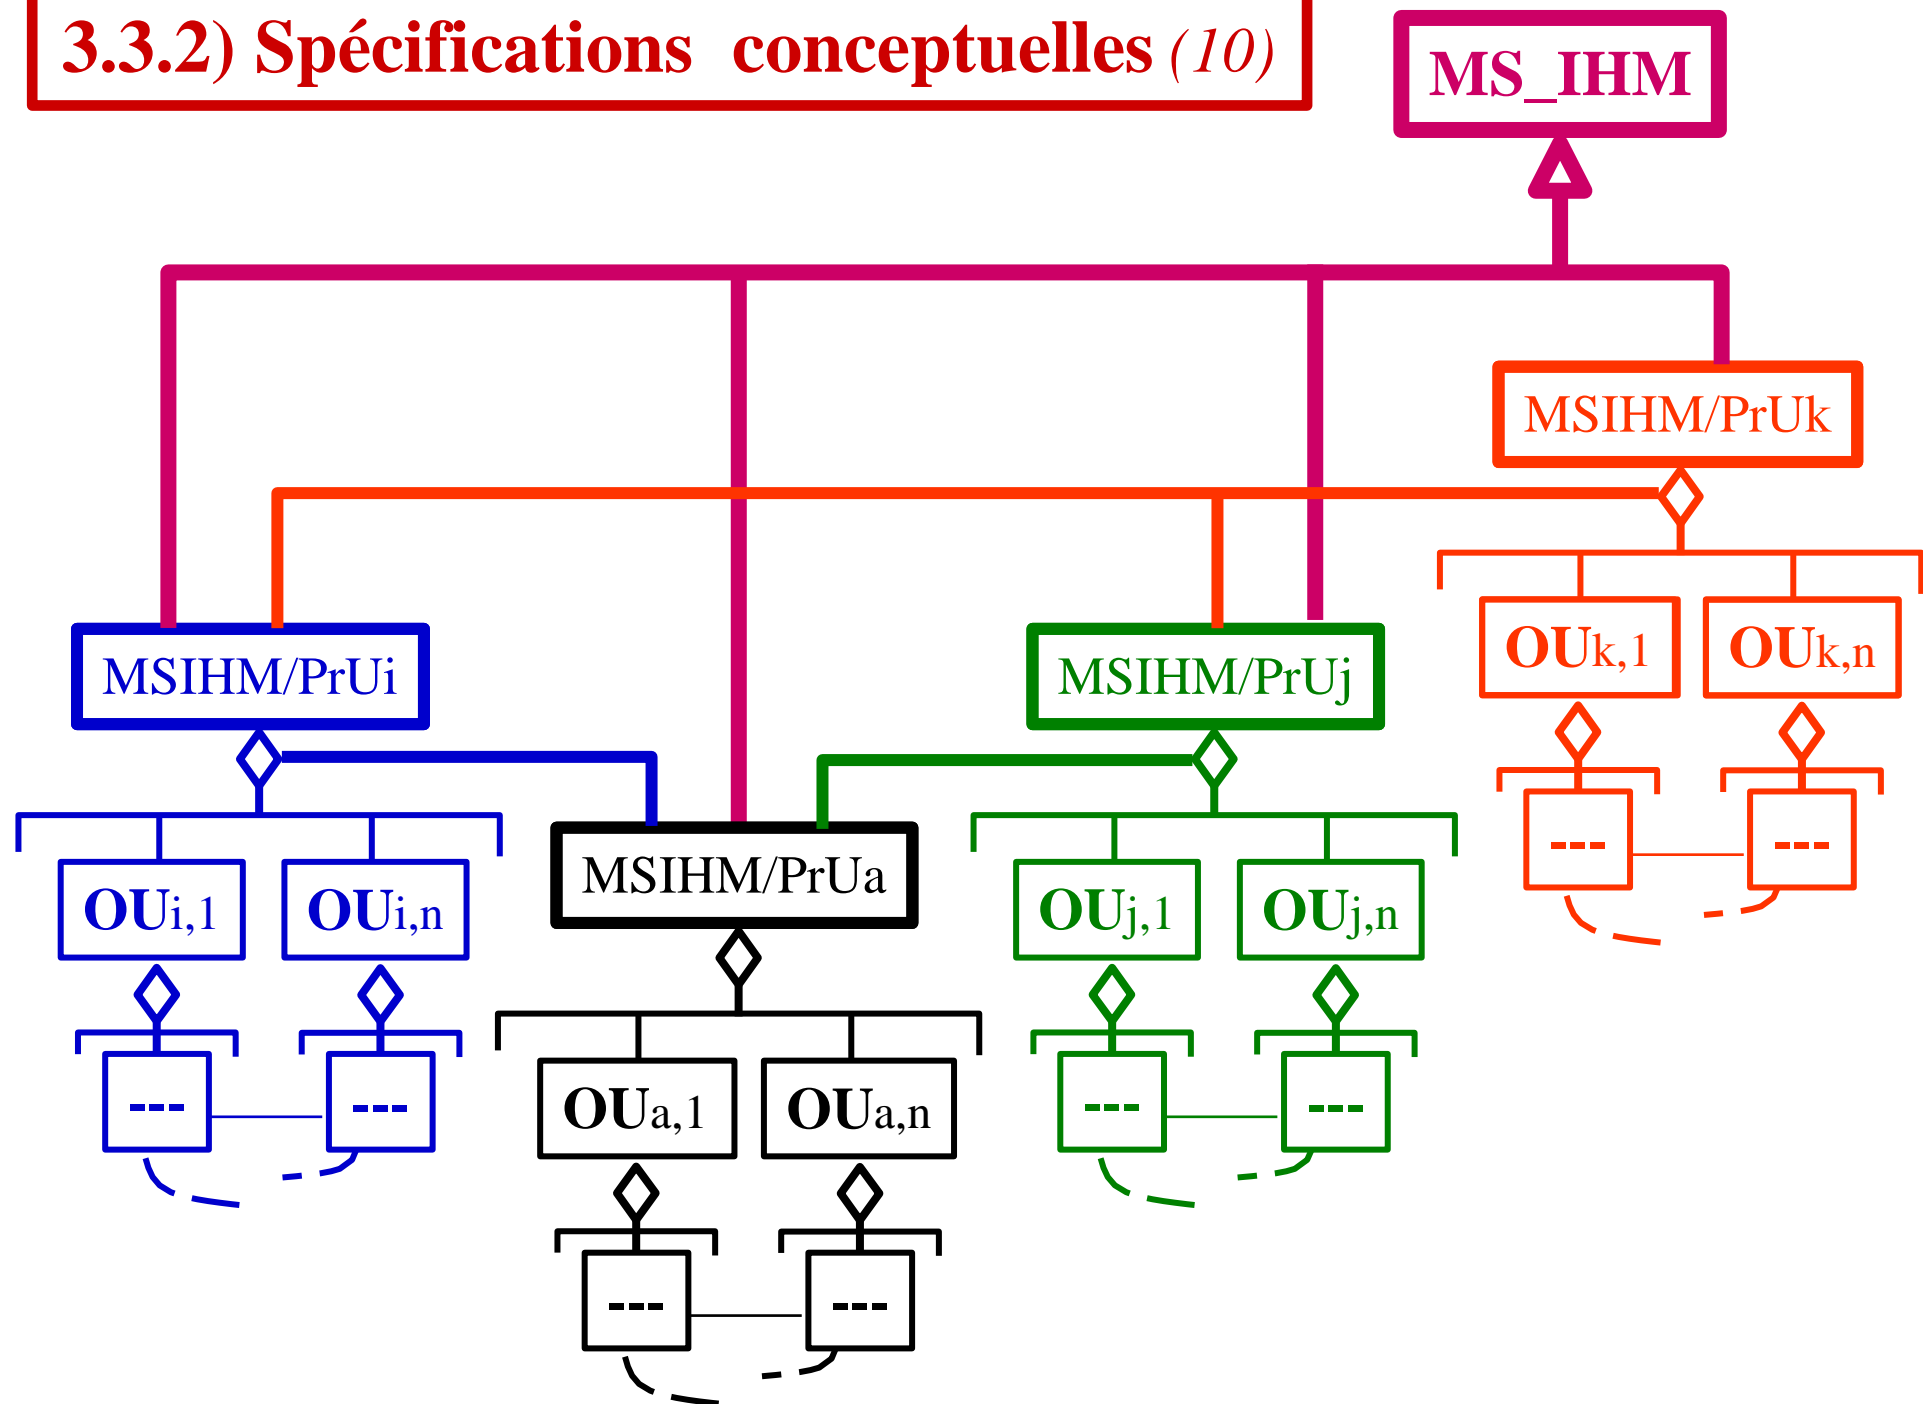 3.3.2) Spécifications conceptuelles (10)
MS_IHM
MSIHM/PrUk
OUk,1
OUk,n
MSIHM/PrUi
MSIHM/PrUj
---
---
MSIHM/PrUa
OUi,1
OUi,n
OUj,1
OUj,n
---
---
OUa,1
OUa,n
---
---
---
---